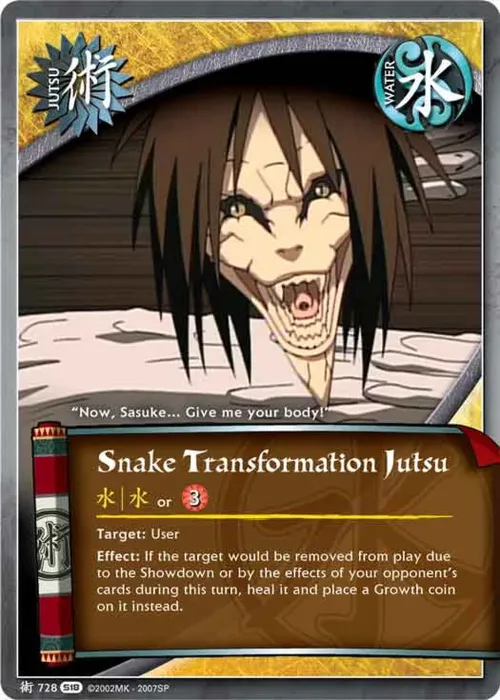 JUTSU 術
WATER 水
"Now, Sasuke... Give me your body!"
Snake Transformation Jutsu
水|水 or 3
Target: User
Effect: If the target would be removed from play due
to the Showdown or by the effects of your opponent's
cards during this turn, heal it and place a Growth coin
on it instead.
術
術 728 S18 ©2002MK - 2007SP